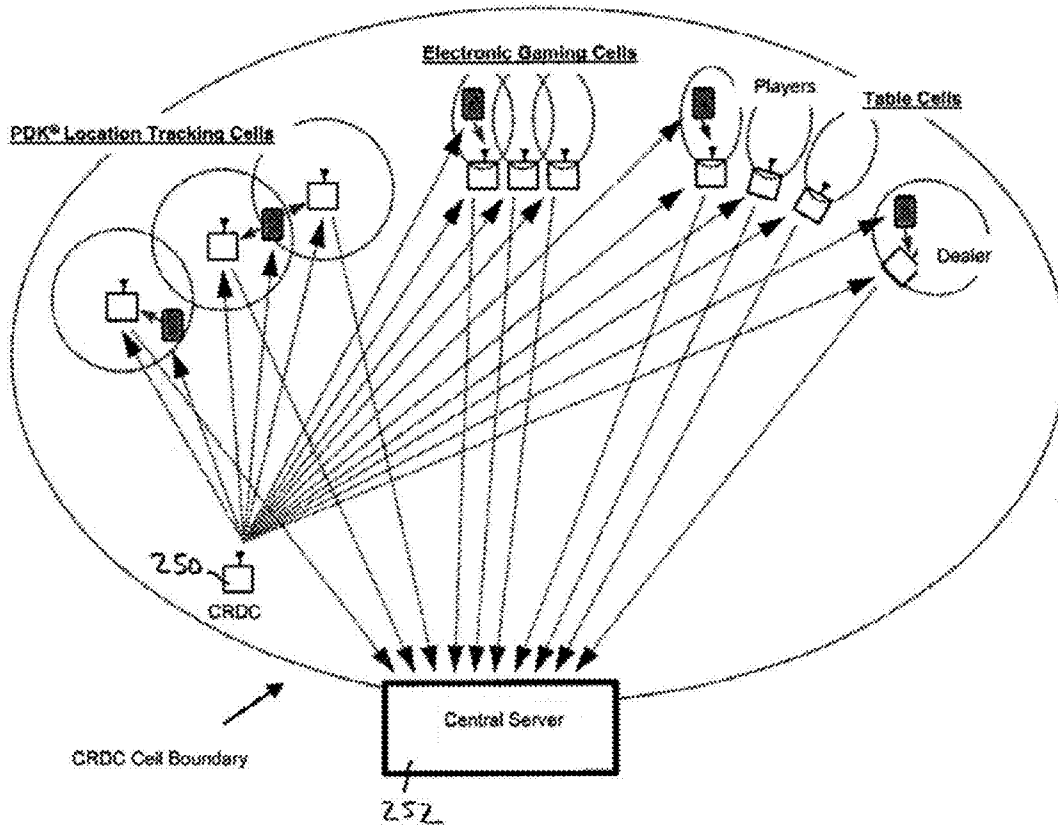 Electronic Gaming Cells
Players
Table Cells
PDK® Location Tracking Cells
Dealer
250
CRDC
Central Server
CRDC Cell Boundary
252